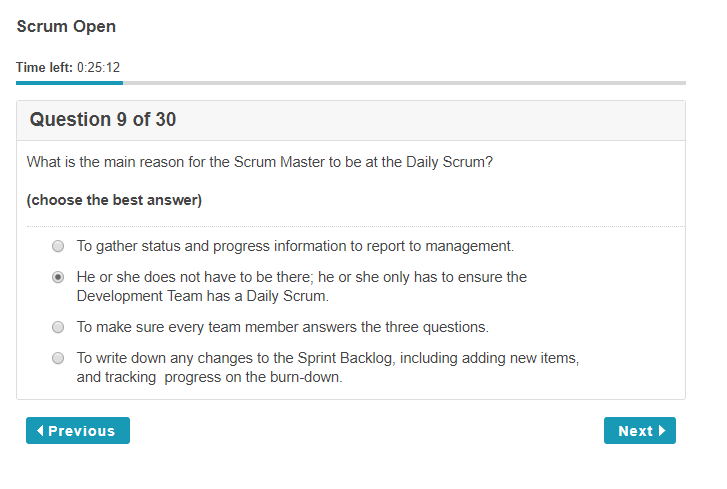 Scrum Open
Time left: 0:25:12
Question 9 of 30
What is the main reason for the Scrum Master to be at the Daily Scrum?
(choose the best answer)
To gather status and progress information to report to management.
He or she does not have to be there; he or she only has to ensure the
Development Team has a Daily Scrum.
To make sure every team member answers the three questions.
To write down any changes to the Sprint Backlog, including adding new items,
and tracking  progress on the burn-down.
Previous
Next